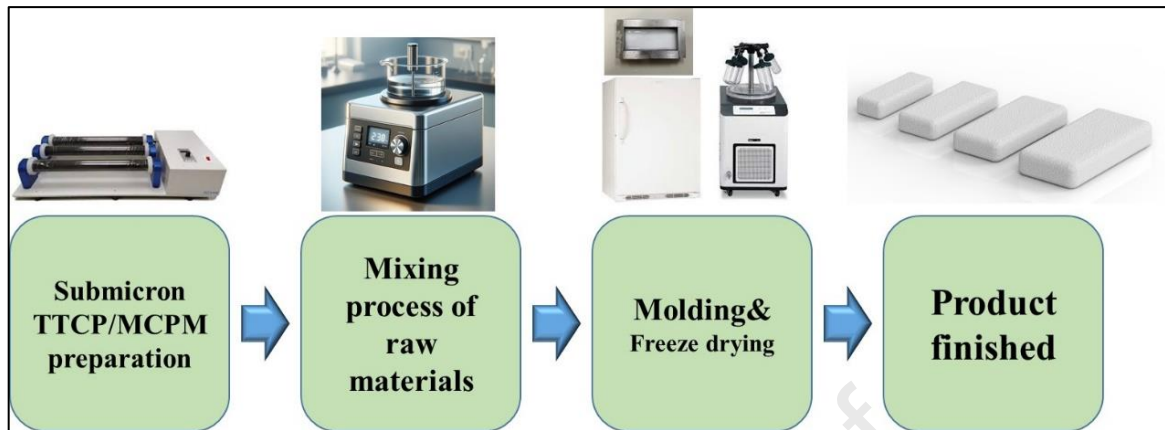 Submicron
TTCP/MCPM
preparation
Mixing
process of
raw
materials
Molding&
Freeze drying
Product
finished